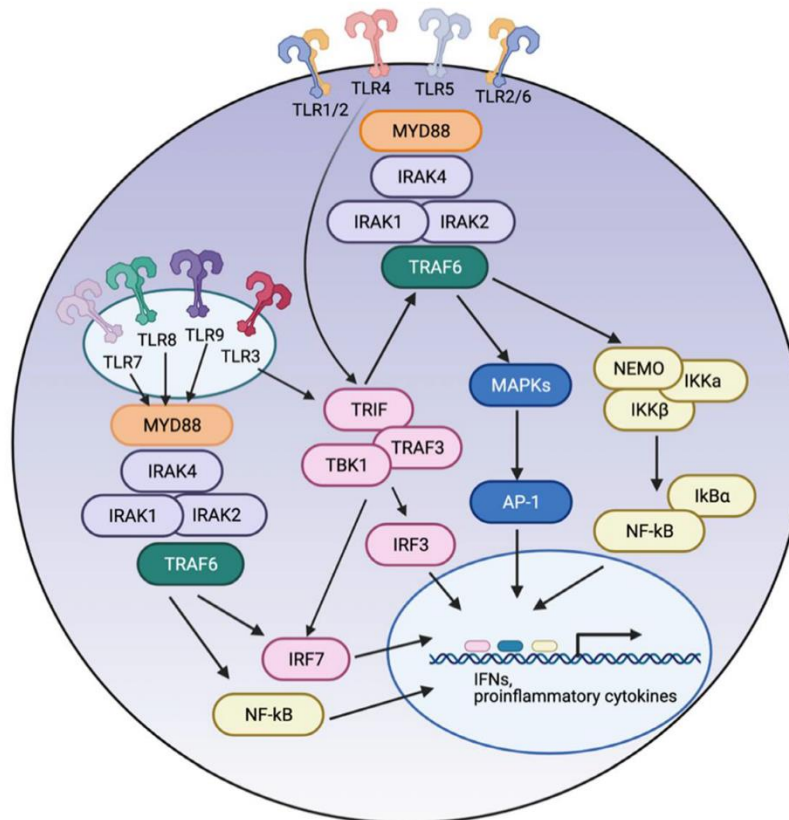 TLR1/2
TLR4
TLR5
TLR2/6
MYD88
IRAK4
IRAK1
IRAK2
TRAF6
TLR7
TLR8
TLR9
TLR3
MYD88
IRAK4
IRAK1
IRAK2
TRAF6
TRIF
TBK1
TRAF3
IRF3
IRF7
NF-kB
MAPKs
AP-1
NEMO
IKKa
IKKβ
IkBα
NF-kB
IFNs,
proinflammatory cytokines